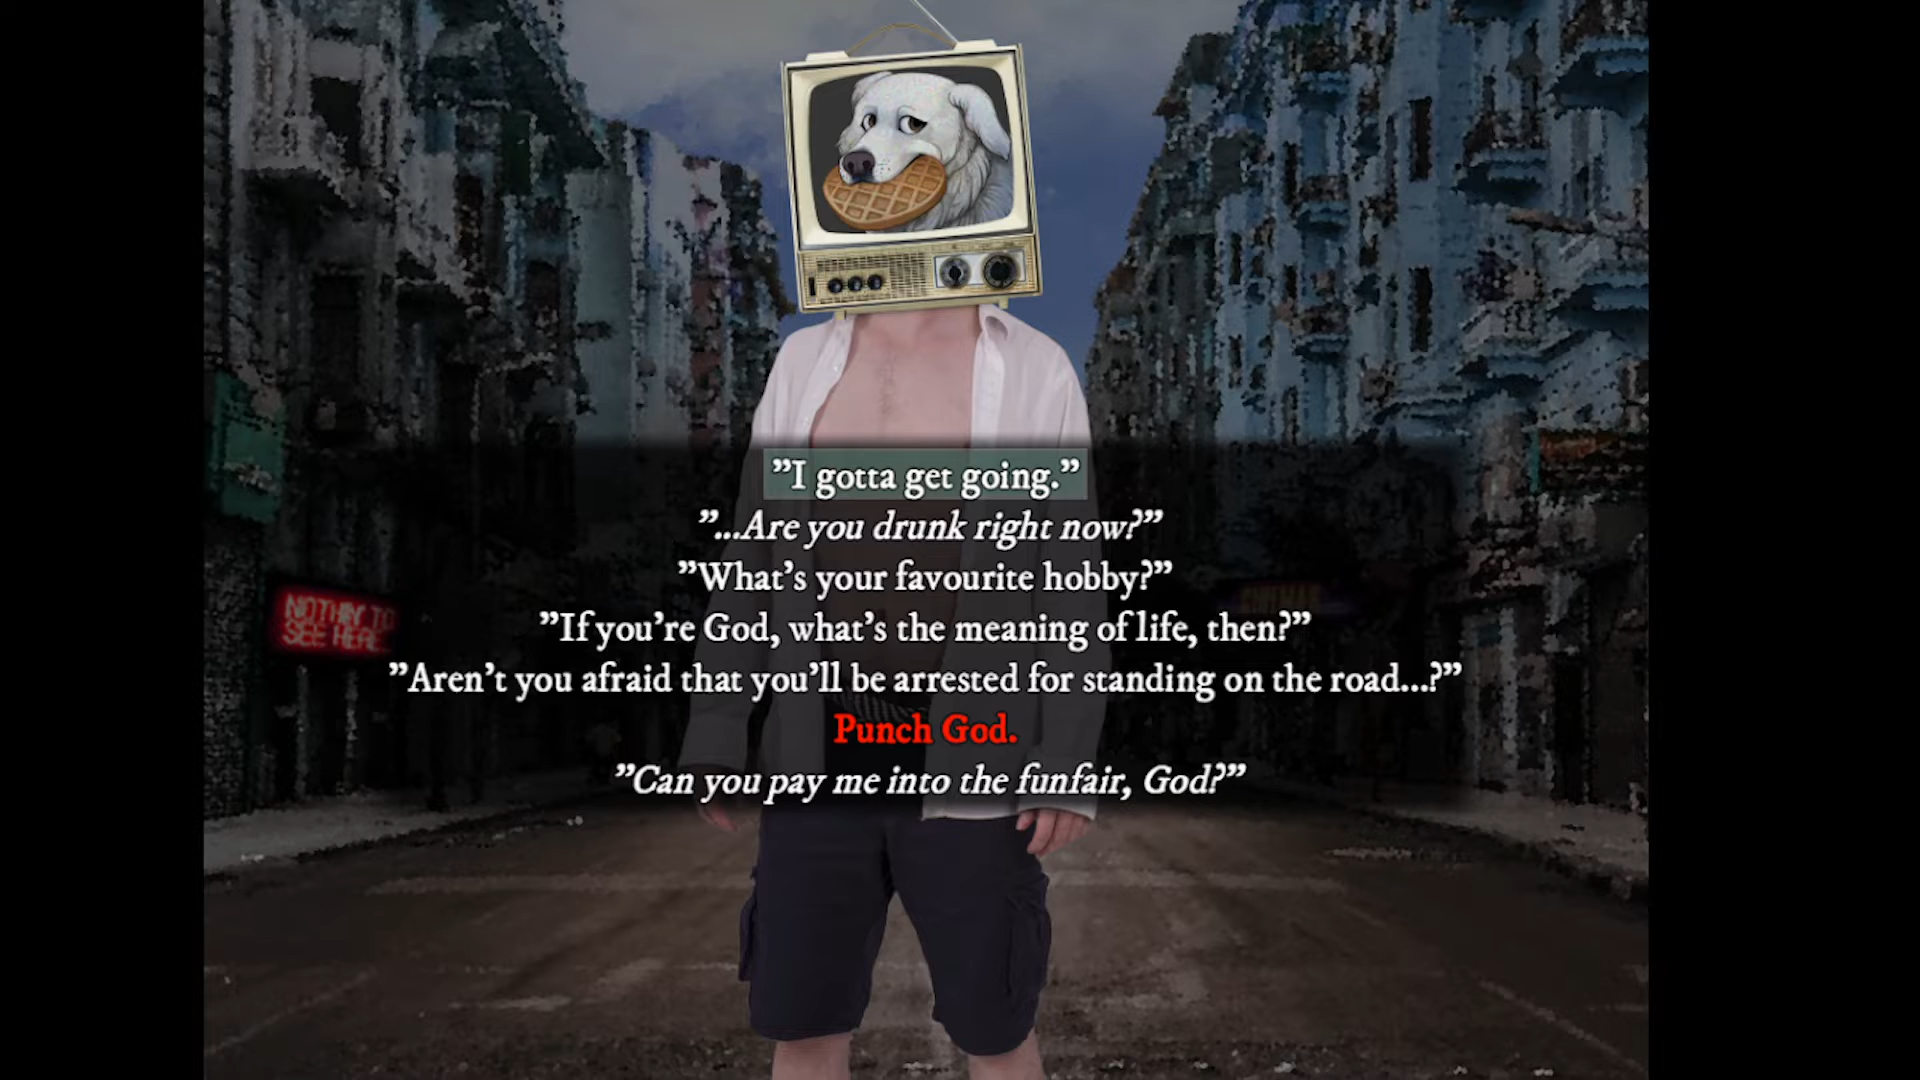 ”I gotta get going.”
”...Are you drunk right now?”
”What’s your favourite hobby?”
”If you’re God, what’s the meaning of life, then?”
NOTHIN' TO
SEE HERE
”Aren’t you afraid that you’ll be arrested for standing on the road...?”
Punch God.
”Can you pay me into the funfair, God?”